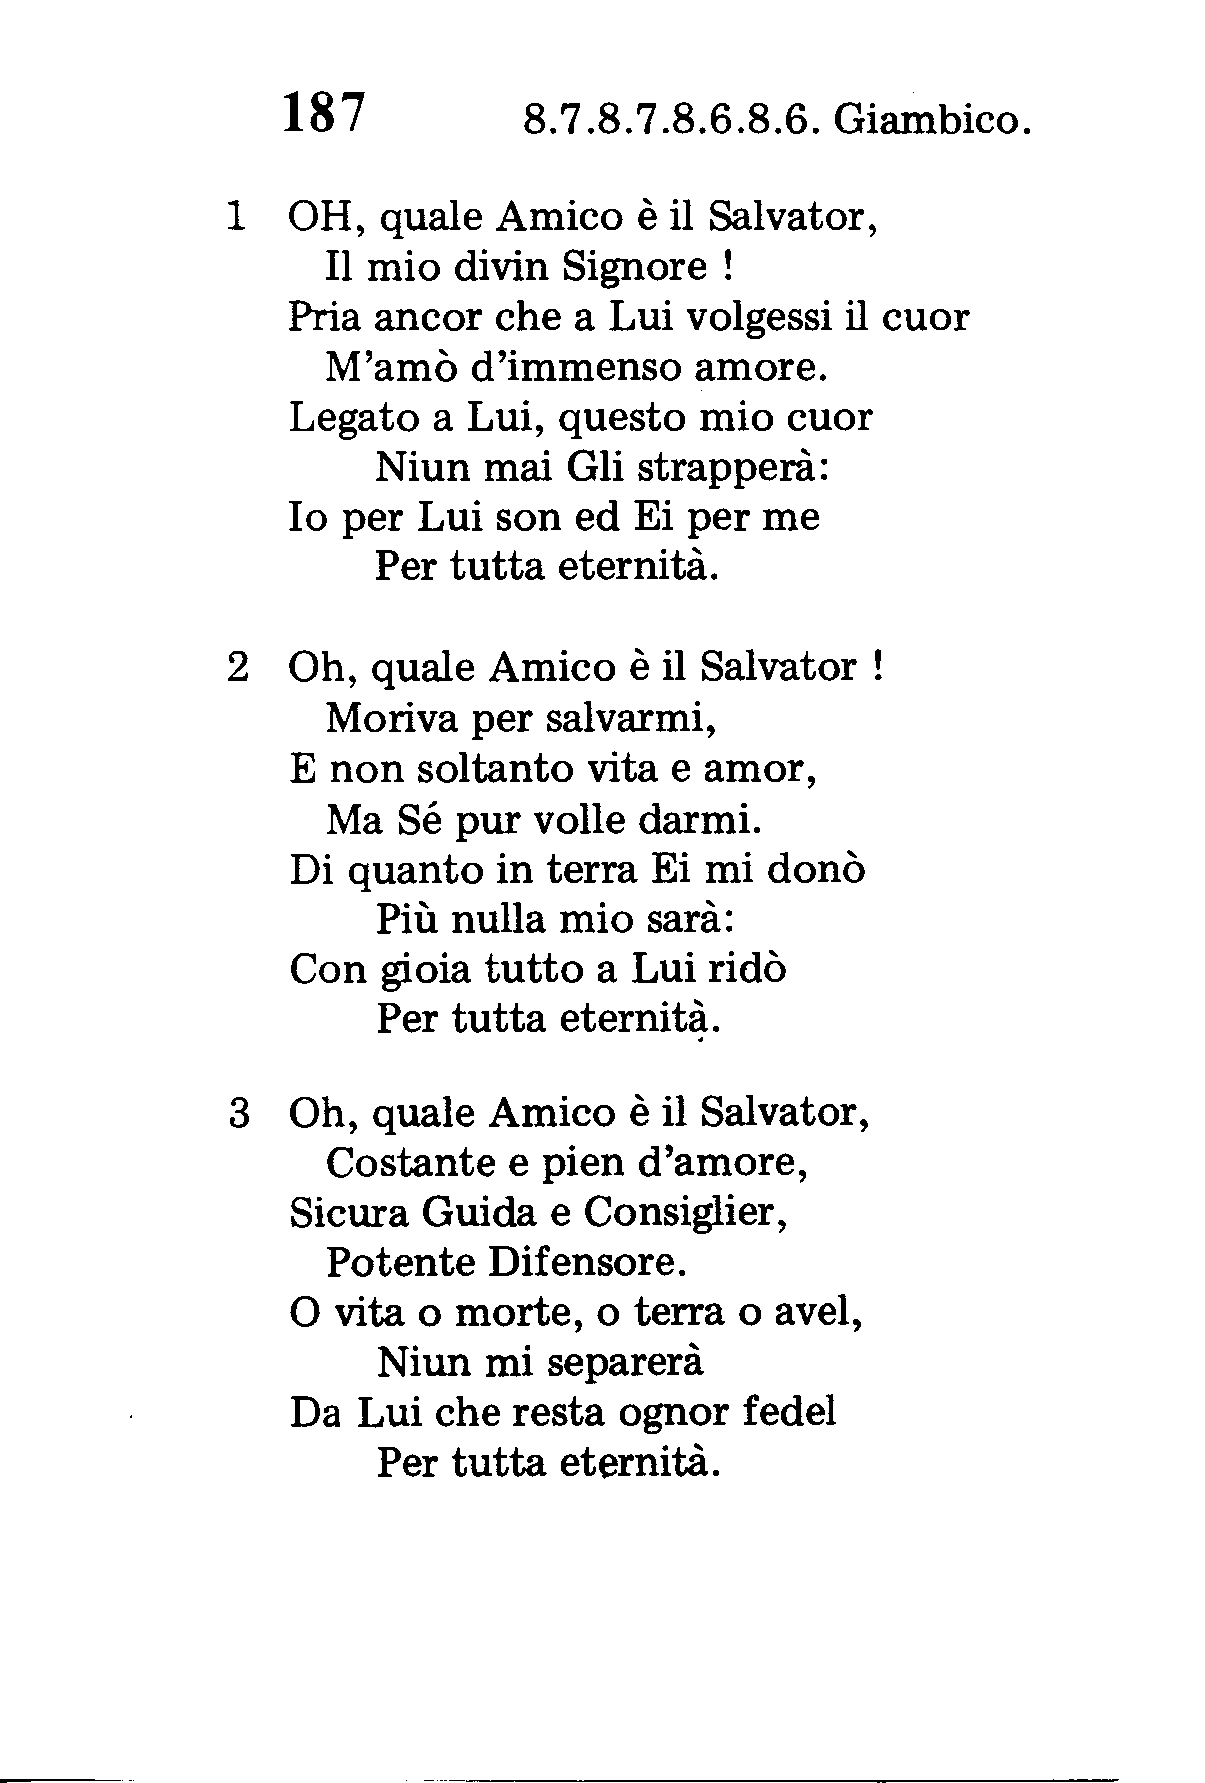 187 8.7.8.7.8.6.8.6. Giambico.
1 OH, quale Amico è il Salvator,
Il mio divin Signore !
Pria ancor che a Lui volgessi il cuor
M'amò d'immenso amore.
Legato a Lui, questo mio cuor
Niun mai Gli strapperà:
Io per Lui son ed Ei per me
Per tutta eternità.
2 Oh, quale Amico è il Salvator !
Moriva per salvarmi,
E non soltanto vita e amor,
Ma Sé pur volle darmi.
Di quanto in terra Ei mi donò
Più nulla mio sarà:
Con gioia tutto a Lui ridò
Per tutta eternità.
3 Oh, quale Amico è il Salvator,
Costante e pien d'amore,
Sicura Guida e Consiglier,
Potente Difensore.
O vita o morte, o terra o avel,
Niun mi separerà
Da Lui che resta ognor fedel
Per tutta eternità.